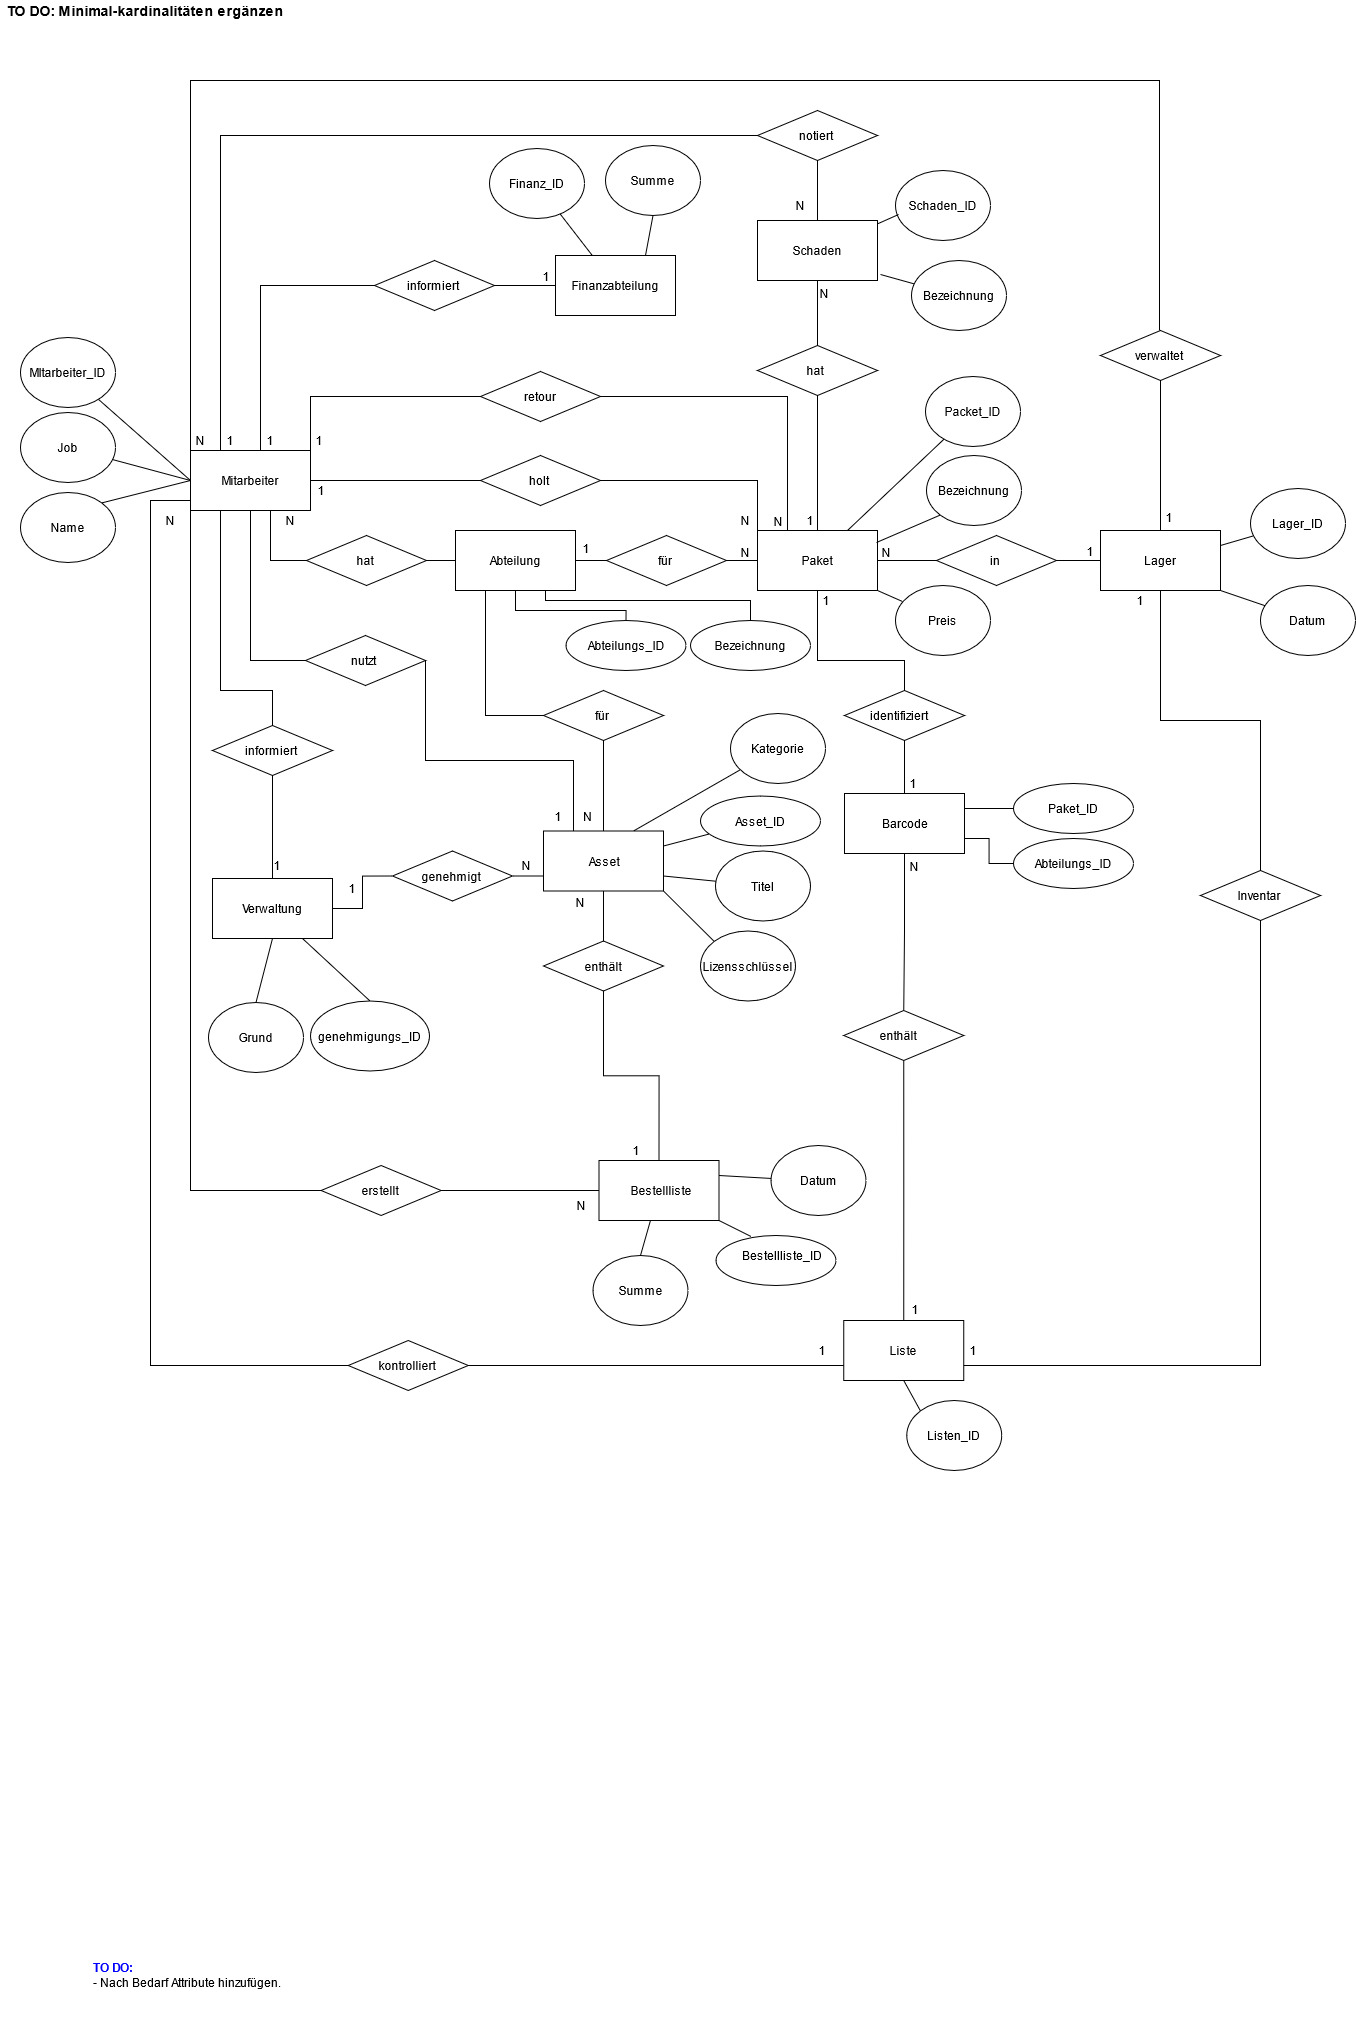 TO DO: Minimal-kardinalitäten ergänzen
notiert
Finanz_ID
Summe
N
Schaden_ID
Schaden
informiert
1
Finanzabteilung
N
Bezeichnung
verwaltet
MItarbeiter_ID
hat
retour
Packet_ID
Job
N
1
1
1
Mitarbeiter
1
holt
Bezeichnung
Name
N
N
N
N
1
1
Lager_ID
hat
Abteilung
1
für
N
Paket
N
in
1
Lager
1
1
Preis
Datum
Abteilungs_ID
Bezeichnung
nutzt
für
identifiziert
informiert
Kategorie
1
1
N
Asset_ID
Paket_ID
Barcode
Asset
Abteilungs_ID
1
N
N
genehmigt
1
Titel
Inventar
Verwaltung
N
enthält
Lizensschlüssel
Grund
genehmigungs_ID
enthält
1
Datum
erstellt
Bestellliste
N
Bestellliste_ID
Summe
1
kontrolliert
1
Liste
1
Listen_ID
TO DO:
- Nach Bedarf Attribute hinzufügen.